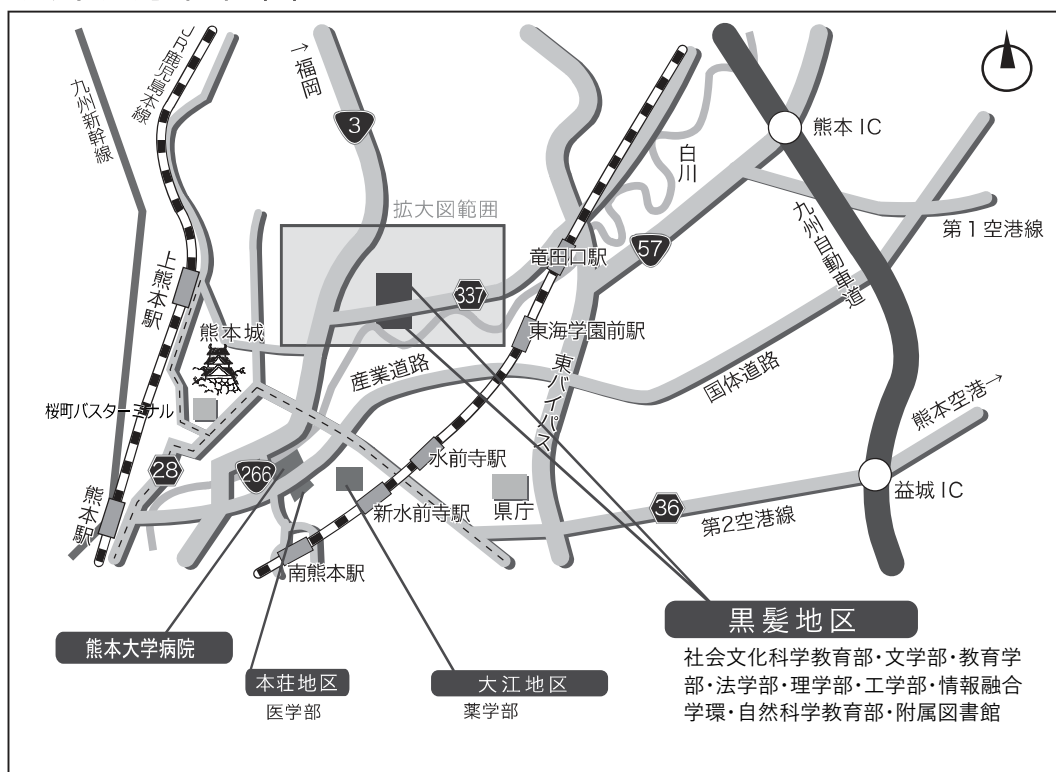 JR鹿児島本線
九州新幹線
→福岡
3
白川
熊本 IC
拡大図範囲
九州自動車道
第1空港線
竜田口駅
57
337
上熊本駅
熊本城
東海学園前駅
産業道路
東バイパス
国体道路
熊本空港→
桜町バスターミナル
水前寺駅
28
266
熊本駅
新水前寺駅
県庁
36
第2空港線
益城 IC
南熊本駅
黒髪地区
社会文化科学教育部・文学部・教育学
部・法学部・理学部・工学部・情報融合
学環・自然科学教育部・附属図書館
熊本大学病院
本荘地区
医学部
大江地区
薬学部